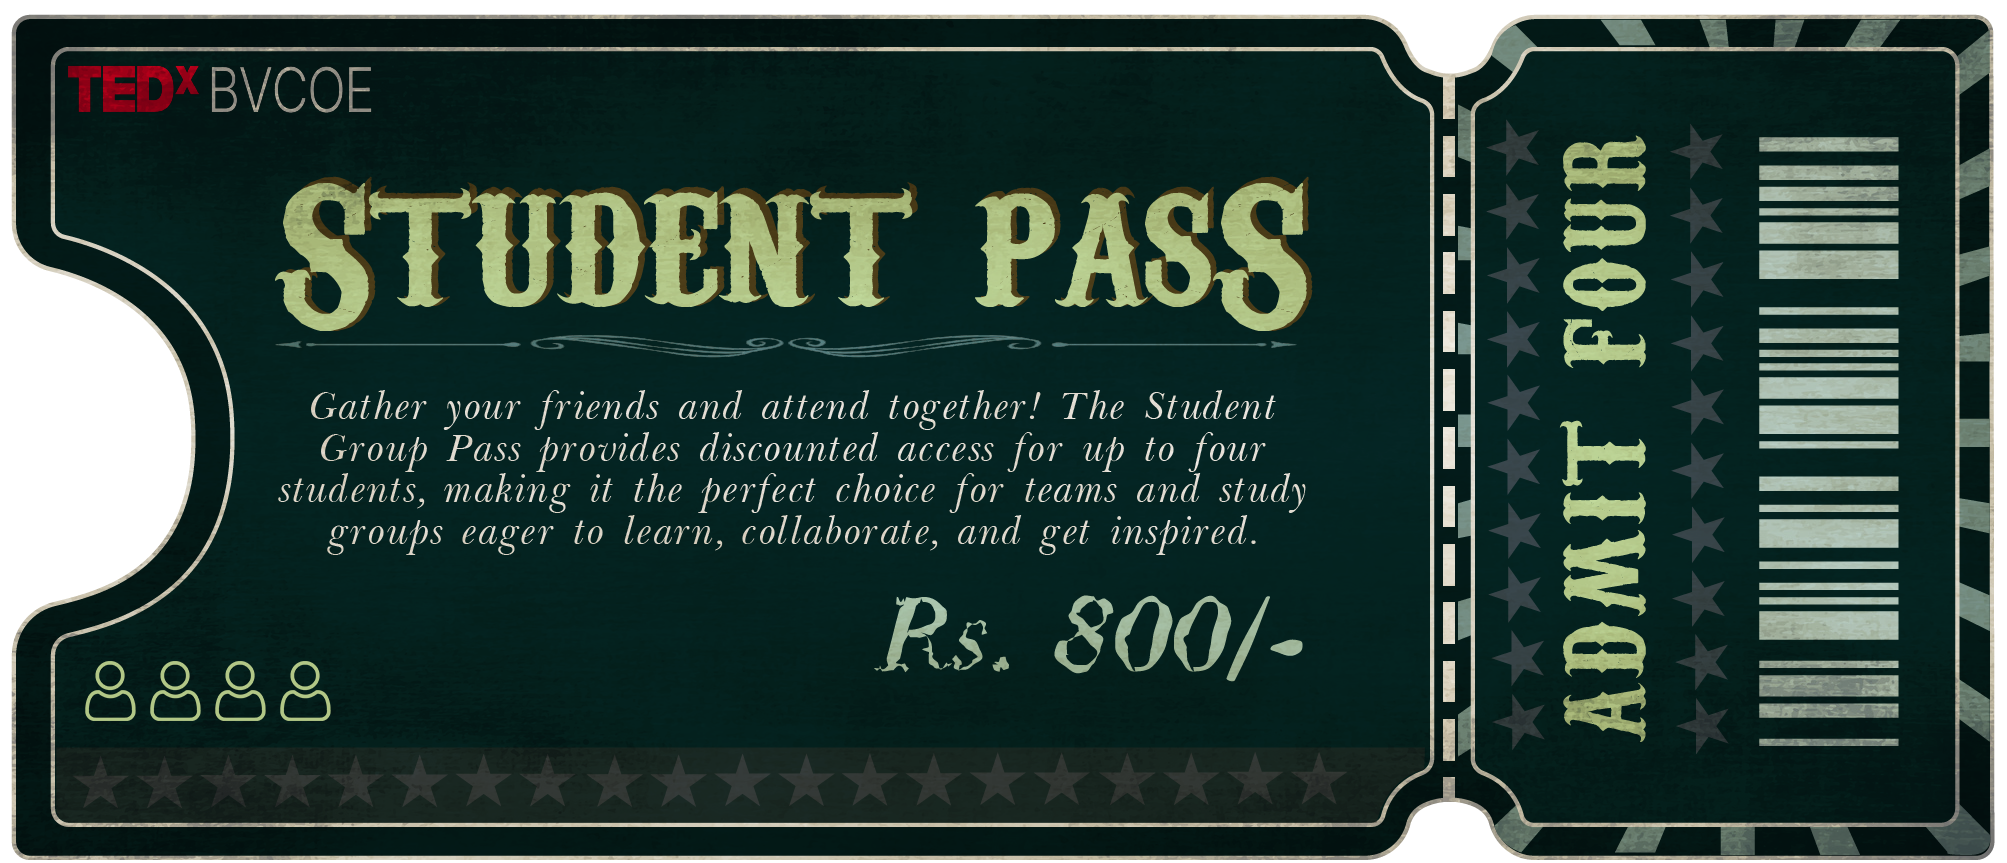 TEDx BVCOE
STUDENT PASS
Gather your friends and attend together! The Student
Group Pass provides discounted access for up to four
students, making it the perfect choice for teams and study
groups eager to learn, collaborate, and get inspired.
Rs. 800/-
ADMIT FOUR